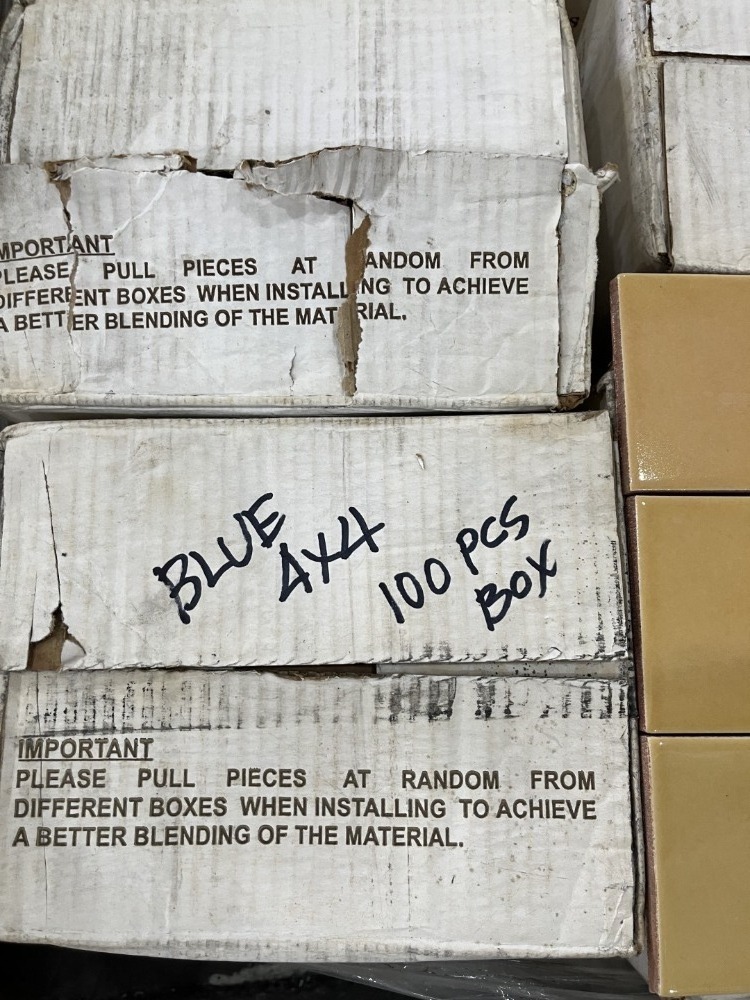 IMPORTANT
PLEASE PULL PIECES AT RANDOM FROM
DIFFERENT BOXES WHEN INSTALLING TO ACHIEVE
A BETTER BLENDING OF THE MATERIAL.
BLUE
4X4
100 PCS
BOX
IMPORTANT
PLEASE PULL PIECES AT RANDOM FROM
DIFFERENT BOXES WHEN INSTALLING TO ACHIEVE
A BETTER BLENDING OF THE MATERIAL.